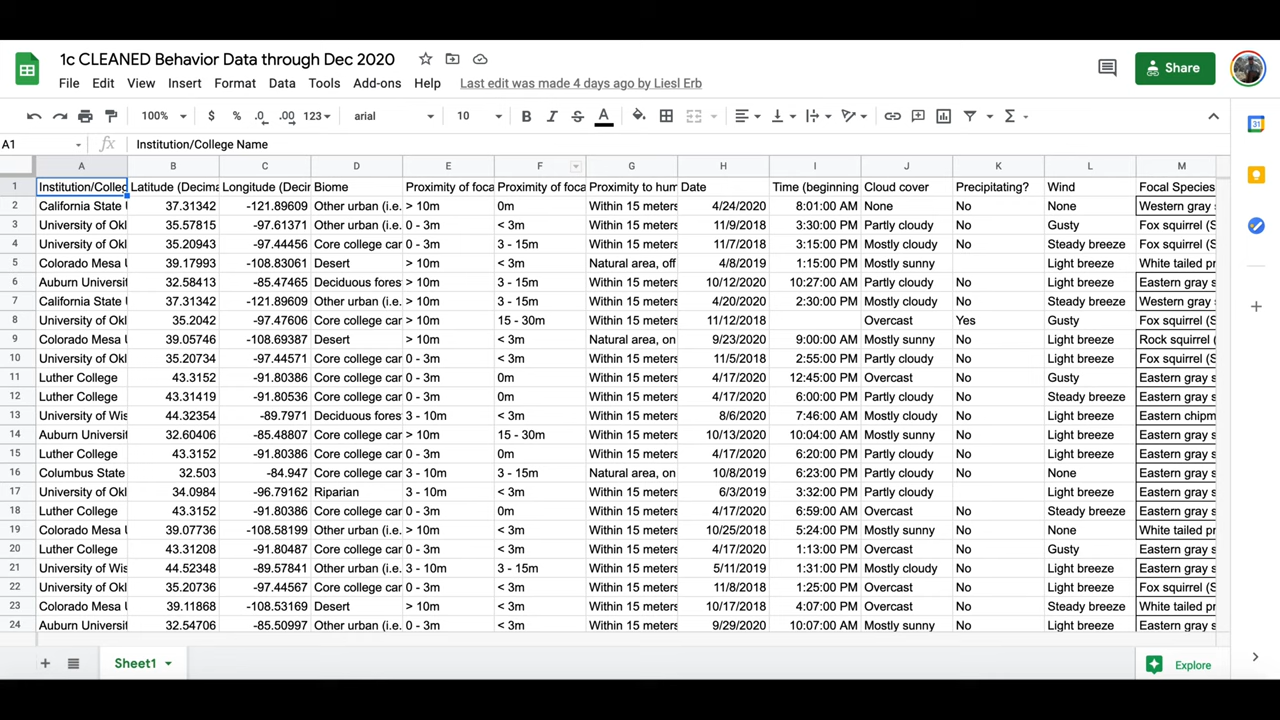 1c CLEANED Behavior Data through Dec 2020
File Edit View Insert Format Data Tools Add-ons Help Last edit was made 4 days ago by Liesl Erb
Share
100% $ % .0 .00 123 arial 10 B I S A Σ
31
A1 fx Institution/College Name
A B C D E F G H I J K L M
1 Institution/Colleg Latitude (Decima Longitude (Decir Biome Proximity of foca Proximity of foca Proximity to hum Date Time (beginning Cloud cover Precipitating? Wind Focal Species
2 California State U 37.31342 -121.89609 Other urban (i.e. > 10m 0m Within 15 meters 4/24/2020 8:01:00 AM None No None Western gray s
3 University of Okl 35.57815 -97.61371 Other urban (i.e. 0 - 3m < 3m Within 15 meters 11/9/2018 3:30:00 PM Partly cloudy No Gusty Fox squirrel (S
4 University of Okl 35.20943 -97.44456 Core college car 0 - 3m 3 - 15m Within 15 meters 11/7/2018 3:15:00 PM Mostly cloudy No Steady breeze Fox squirrel (S
5 Colorado Mesa U 39.17993 -108.83061 Desert > 10m < 3m Natural area, off 4/8/2019 1:15:00 PM Mostly sunny Light breeze White tailed pr
6 Auburn Universit 32.58413 -85.47465 Deciduous fores > 10m 3 - 15m Within 15 meters 10/12/2020 10:27:00 AM Partly cloudy No Light breeze Eastern gray s
7 California State U 37.31342 -121.89609 Other urban (i.e. > 10m 3 - 15m Within 15 meters 4/20/2020 2:30:00 PM Mostly cloudy No Steady breeze Western gray s
8 University of Okl 35.2042 -97.47606 Core college car > 10m 15 - 30m Within 15 meters 11/12/2018 Overcast Yes Gusty Fox squirrel (S
9 Colorado Mesa U 39.05746 -108.69387 Desert > 10m < 3m Natural area, on 9/23/2020 9:00:00 AM Mostly sunny No Light breeze Rock squirrel (
10 University of Okl 35.20734 -97.44571 Core college car 0 - 3m < 3m Within 15 meters 11/5/2018 2:55:00 PM Partly cloudy No Light breeze Fox squirrel (S
11 Luther College 43.3152 -91.80386 Core college car 0 - 3m 0m Within 15 meters 4/17/2020 12:45:00 PM Overcast No Gusty Eastern gray s
12 Luther College 43.31419 -91.80536 Core college car 0 - 3m 0m Within 15 meters 4/17/2020 6:00:00 PM Mostly cloudy No Steady breeze Eastern gray s
13 University of Wis 44.32354 -89.7971 Deciduous fores 3 - 10m < 3m Within 15 meters 8/6/2020 7:46:00 AM Mostly cloudy No Light breeze Eastern chipm
14 Auburn Universit 32.60406 -85.48807 Core college car > 10m 15 - 30m Within 15 meters 10/13/2020 10:04:00 AM Mostly sunny No Light breeze Eastern gray s
15 Luther College 43.3152 -91.80386 Core college car 0 - 3m 0m Within 15 meters 4/17/2020 6:20:00 PM Partly cloudy No Light breeze Eastern gray s
16 Columbus State 32.503 -84.947 Core college car 3 - 10m 3 - 15m Natural area, on 10/8/2019 6:23:00 PM Partly cloudy No None Eastern gray s
17 University of Okl 34.0984 -96.79162 Riparian 3 - 10m < 3m Within 15 meters 6/3/2019 3:32:00 PM Partly cloudy Light breeze Eastern gray s
18 Luther College 43.3152 -91.80386 Core college car 0 - 3m 0m Within 15 meters 4/17/2020 6:59:00 AM Overcast No Steady breeze Eastern gray s
19 Colorado Mesa U 39.07736 -108.58199 Other urban (i.e. > 10m < 3m Within 15 meters 10/25/2018 5:24:00 PM Mostly sunny No None White tailed pr
20 Luther College 43.31208 -91.80487 Core college car 0 - 3m < 3m Within 15 meters 4/17/2020 1:13:00 PM Overcast No Gusty Eastern gray s
21 University of Wis 44.52348 -89.57841 Other urban (i.e. 3 - 10m 3 - 15m Within 15 meters 5/11/2019 1:31:00 PM Mostly cloudy No Light breeze Eastern gray s
22 University of Okl 35.20736 -97.44567 Core college car 0 - 3m < 3m Within 15 meters 11/8/2018 1:25:00 PM Overcast No Light breeze Fox squirrel (S
23 Colorado Mesa U 39.11868 -108.53169 Desert > 10m < 3m Within 15 meters 10/17/2018 4:07:00 PM Overcast No Steady breeze White tailed pr
24 Auburn Universit 32.54706 -85.50997 Other urban (i.e. 0 - 3m < 3m Within 15 meters 9/29/2020 10:07:00 AM Mostly sunny No Light breeze Eastern gray s
Sheet1 Explore